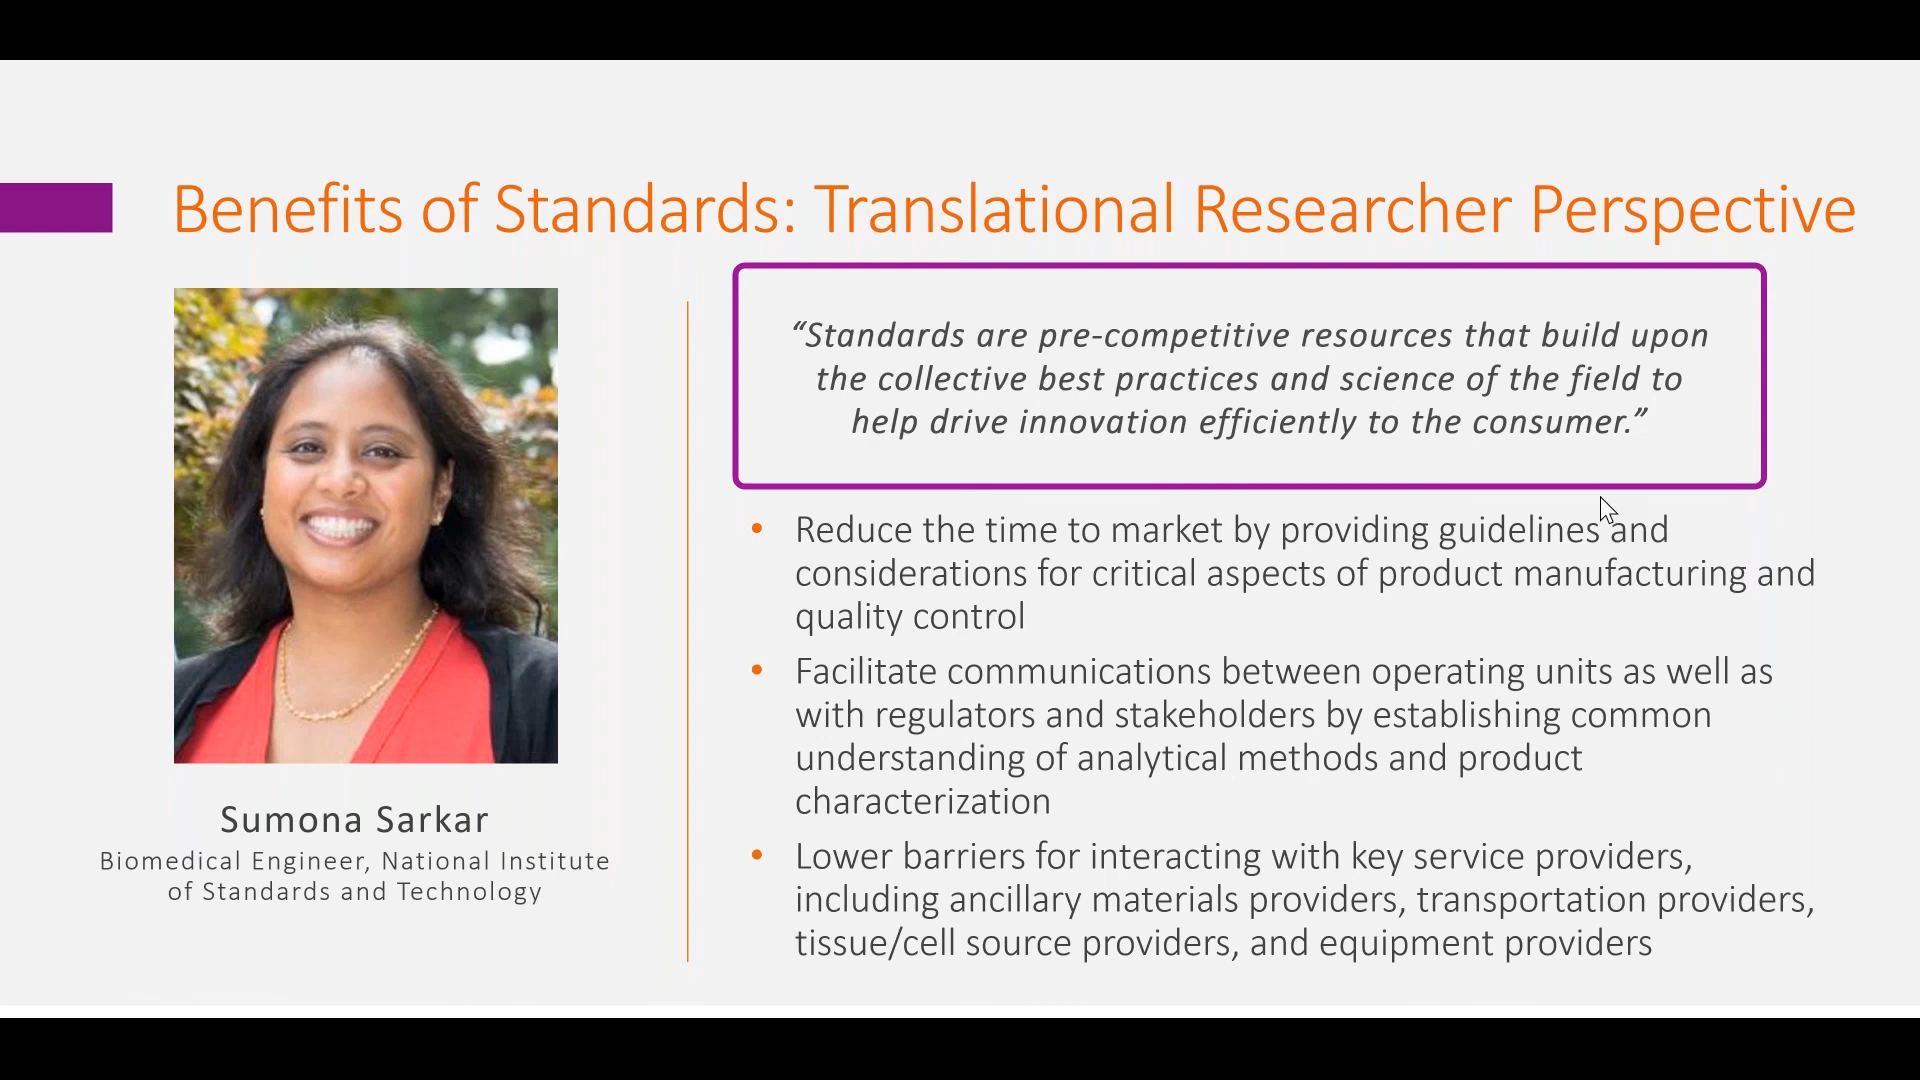 Benefits of Standards: Translational Researcher Perspective
“Standards are pre-competitive resources that build upon
the collective best practices and science of the field to
help drive innovation efficiently to the consumer.”
• Reduce the time to market by providing guidelines and
considerations for critical aspects of product manufacturing and
quality control
• Facilitate communications between operating units as well as
with regulators and stakeholders by establishing common
understanding of analytical methods and product
characterization
• Lower barriers for interacting with key service providers,
including ancillary materials providers, transportation providers,
tissue/cell source providers, and equipment providers
Sumona Sarkar
Biomedical Engineer, National Institute
of Standards and Technology